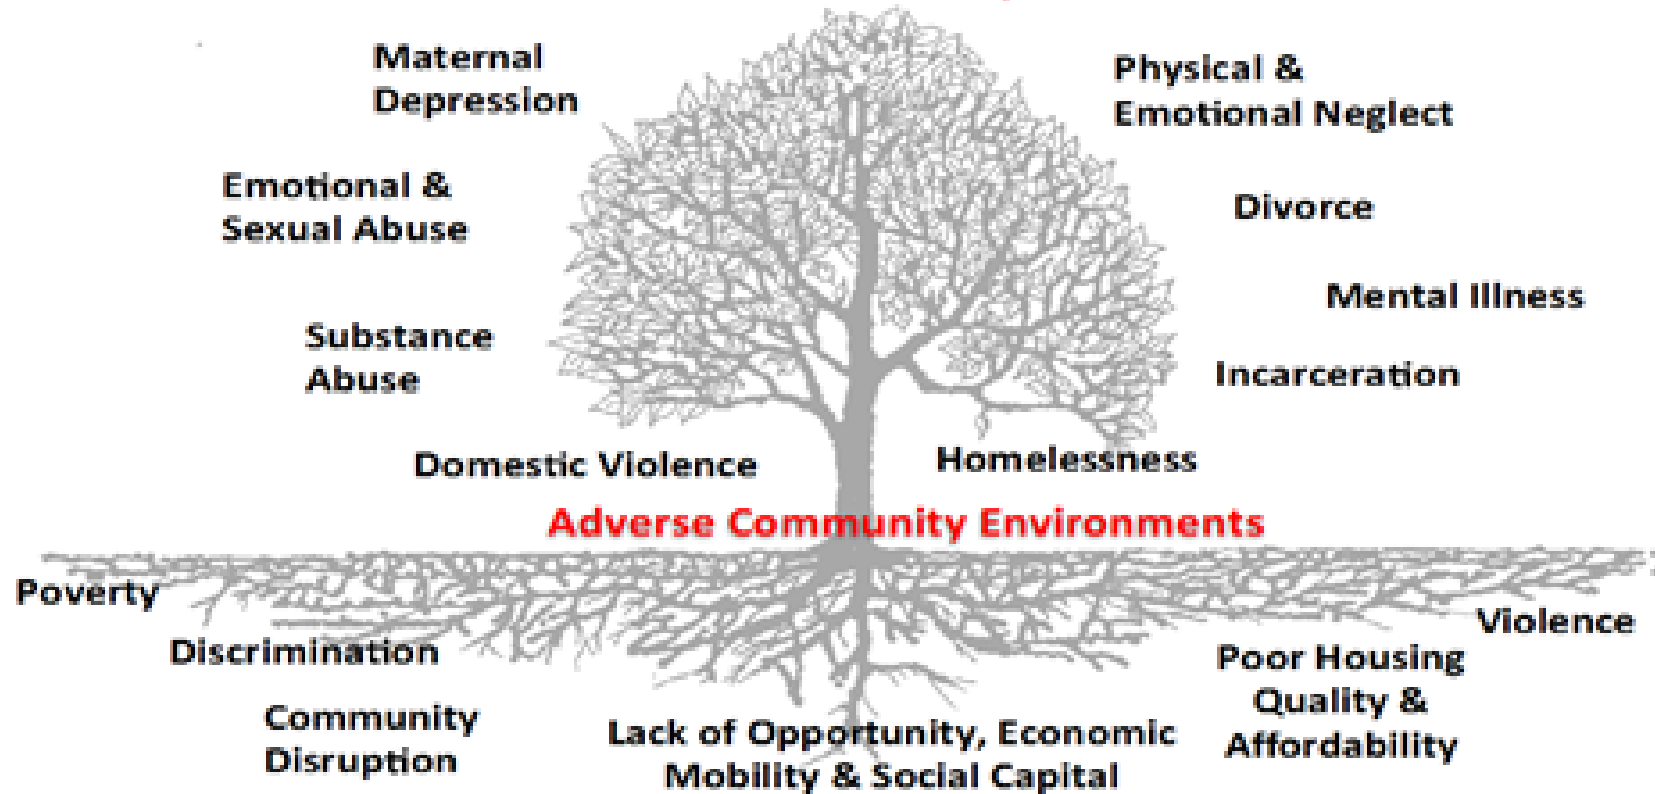 Maternal
Depression
Physical &
Emotional Neglect
Emotional &
Sexual Abuse
Divorce
Mental Illness
Substance
Abuse
Incarceration
Domestic Violence
Homelessness
Adverse Community Environments
Poverty
Violence
Discrimination
Poor Housing
Quality &
Affordability
Community
Disruption
Lack of Opportunity, Economic
Mobility & Social Capital